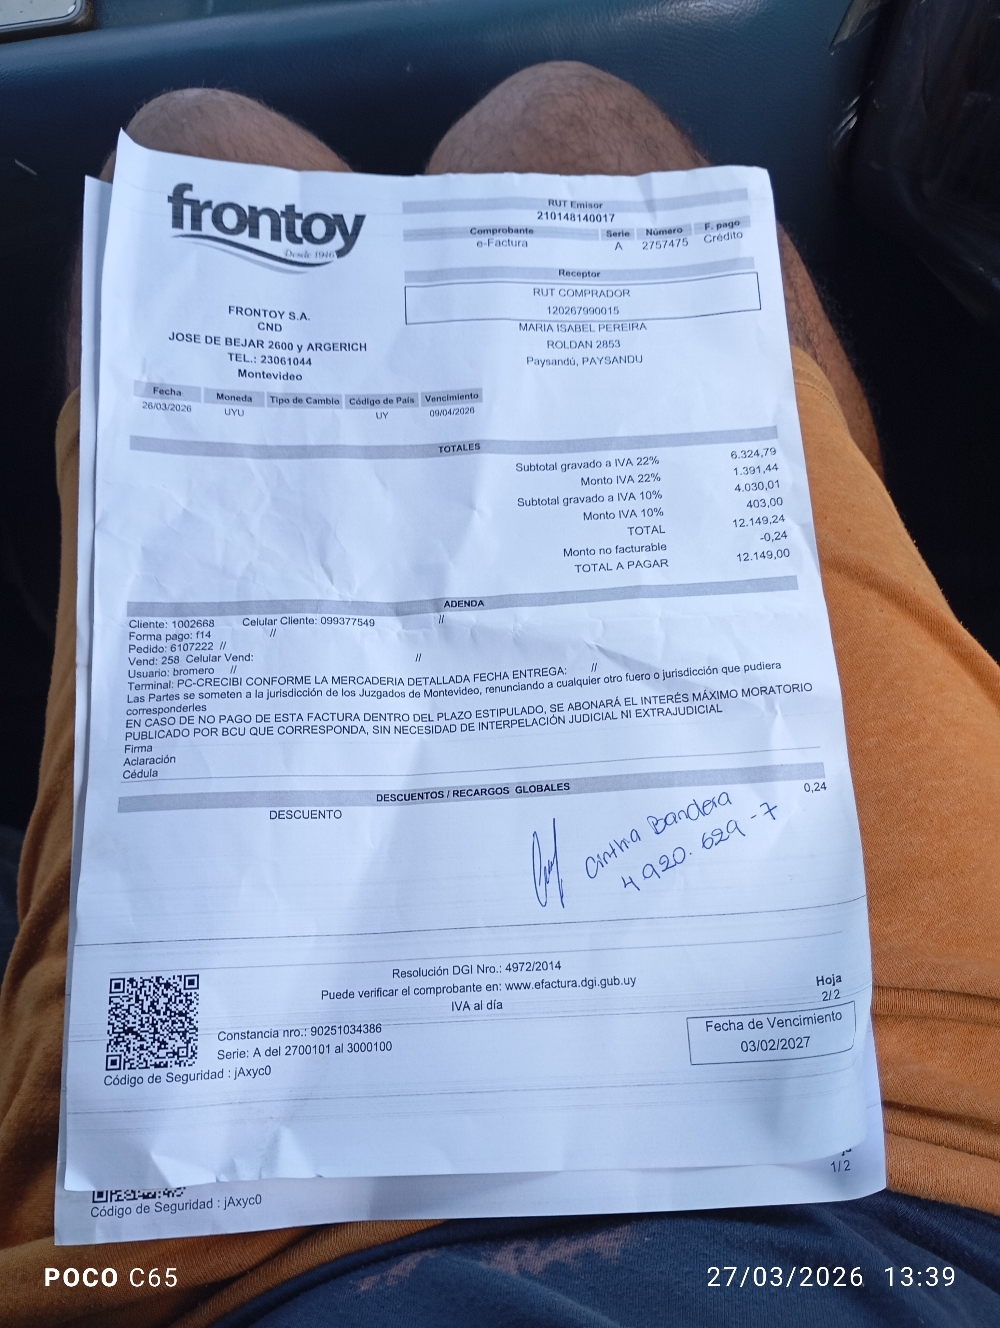 frontoy
Desde 1946
RUT Emisor
210148140017
Comprobante Serie Número F. pago
e-Factura A 2757475 Crédito
Receptor
RUT COMPRADOR
120267990015
MARIA ISABEL PEREIRA
ROLDAN 2853
Paysandú, PAYSANDU
FRONTOY S.A.
CND
JOSE DE BEJAR 2600 y ARGERICH
TEL.: 23061044
Montevideo
Fecha Moneda Tipo de Cambio Código de País Vencimiento
26/03/2026 UYU UY 09/04/2026
TOTALES
Subtotal gravado a IVA 22% 6.324,79
Monto IVA 22% 1.391,44
Subtotal gravado a IVA 10% 4.030,01
Monto IVA 10% 403,00
TOTAL 12.149,24
Monto no facturable -0,24
TOTAL A PAGAR 12.149,00
ADENDA
Cliente: 1002668 Celular Cliente: 099377549 //
Forma pago: f14 //
Pedido: 6107222 //
Vend: 258 Celular Vend: //
Usuario: bromero //
Terminal: PC-CRECIBI CONFORME LA MERCADERIA DETALLADA FECHA ENTREGA: //
Las Partes se someten a la jurisdicción de los Juzgados de Montevideo, renunciando a cualquier otro fuero o jurisdicción que pudiera
corresponderles
EN CASO DE NO PAGO DE ESTA FACTURA DENTRO DEL PLAZO ESTIPULADO, SE ABONARÁ EL INTERÉS MÁXIMO MORATORIO
PUBLICADO POR BCU QUE CORRESPONDA, SIN NECESIDAD DE INTERPELACIÓN JUDICIAL NI EXTRAJUDICIAL
Firma
Aclaración
Cédula
DESCUENTOS / RECARGOS GLOBALES
DESCUENTO 0,24
Cinthia Bandera
4920.629-7
Resolución DGI Nro.: 4972/2014
Puede verificar el comprobante en: www.efactura.dgi.gub.uy
IVA al día
Hoja
2/2
Constancia nro.: 90251034386
Serie: A del 2700101 al 3000100
Fecha de Vencimiento
03/02/2027
Código de Seguridad : jAxyc0
1/2
Código de Seguridad : jAxyc0
POCO C65
27/03/2026 13:39